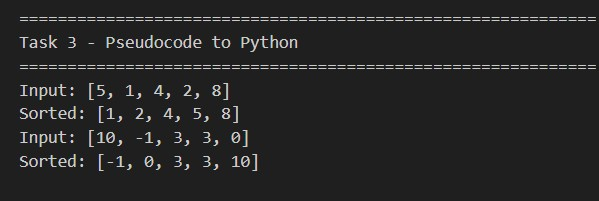 ============================================================
Task 3 - Pseudocode to Python
============================================================
Input: [5, 1, 4, 2, 8]
Sorted: [1, 2, 4, 5, 8]
Input: [10, -1, 3, 3, 0]
Sorted: [-1, 0, 3, 3, 10]